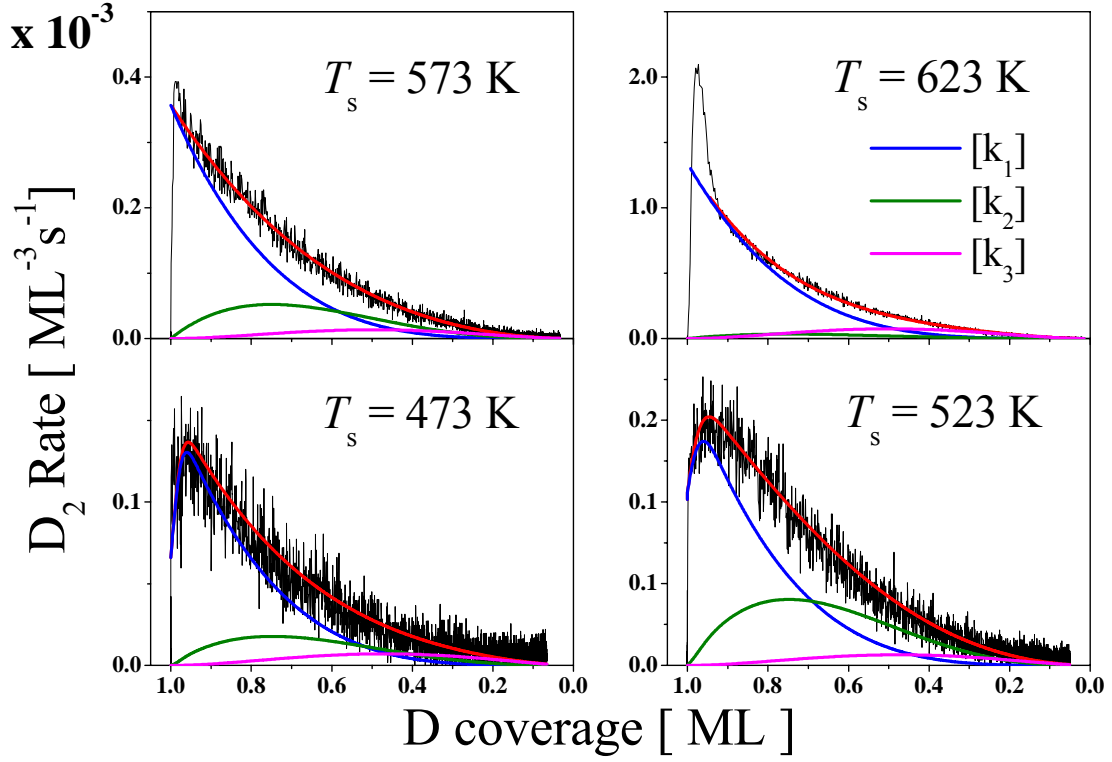 x 10⁻³
D₂ Rate [ ML⁻³s⁻¹ ]
Tₛ = 573 K
0.4
0.2
0.0
Tₛ = 623 K
2.0
1.0
0.0
[k₁]
[k₂]
[k₃]
Tₛ = 473 K
0.1
0.0
1.0 0.8 0.6 0.4 0.2 0.0
Tₛ = 523 K
0.2
0.1
0.1
0.0
1.0 0.8 0.6 0.4 0.2 0.0
D coverage [ ML ]